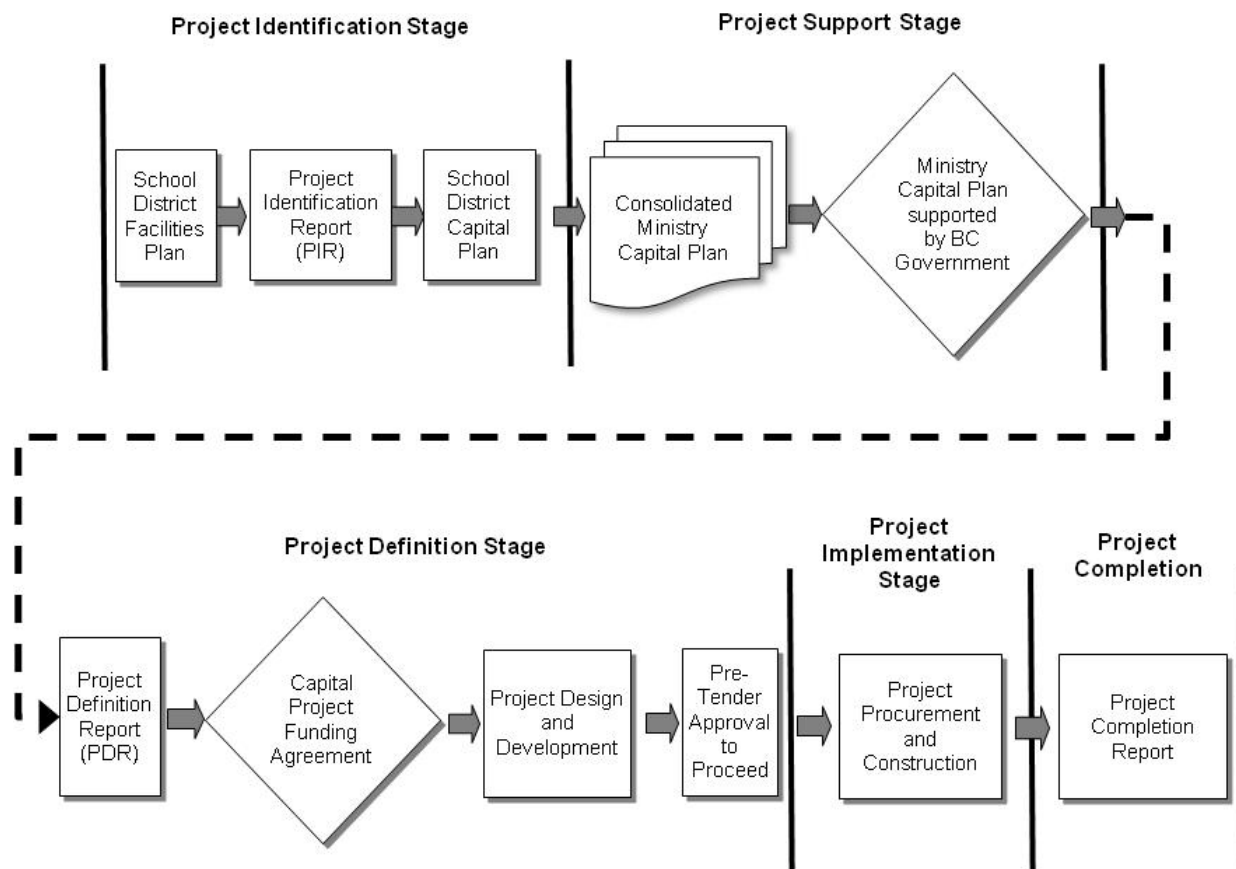 Project Identification Stage
Project Support Stage
School
District
Facilities
Plan
Project
Identification
Report
(PIR)
School
District
Capital
Plan
Consolidated
Ministry
Capital Plan
Ministry
Capital Plan
supported
by BC
Government
Project Definition Stage
Project
Implementation
Stage
Project
Completion
Project
Definition
Report
(PDR)
Capital
Project
Funding
Agreement
Project Design
and
Development
Pre-
Tender
Approval
to
Proceed
Project
Procurement
and
Construction
Project
Completion
Report